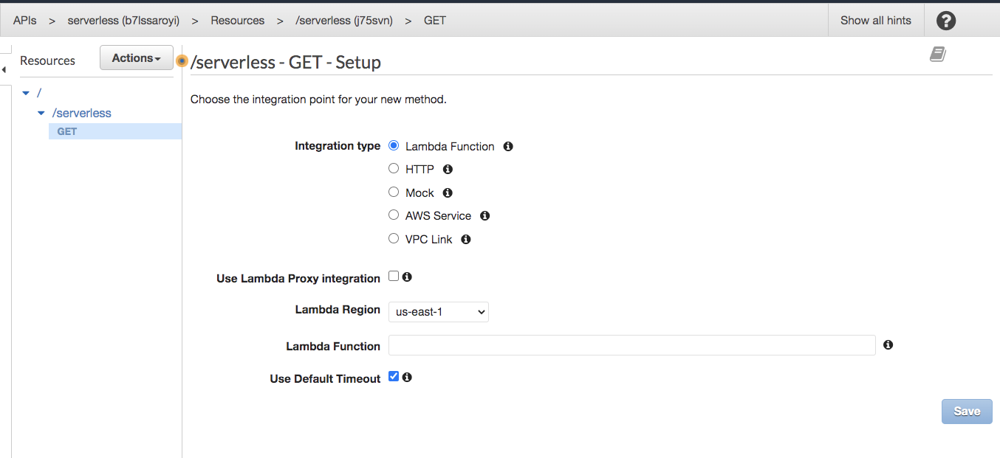 APIs > serverless (b7lssaroyi) > Resources > /serverless (j75svn) > GET Show all hints ?
Resources Actions /serverless - GET - Setup
/
/serverless
GET
Choose the integration point for your new method.
Integration type Lambda Function
HTTP
Mock
AWS Service
VPC Link
Use Lambda Proxy integration
Lambda Region us-east-1
Lambda Function
Use Default Timeout
Save